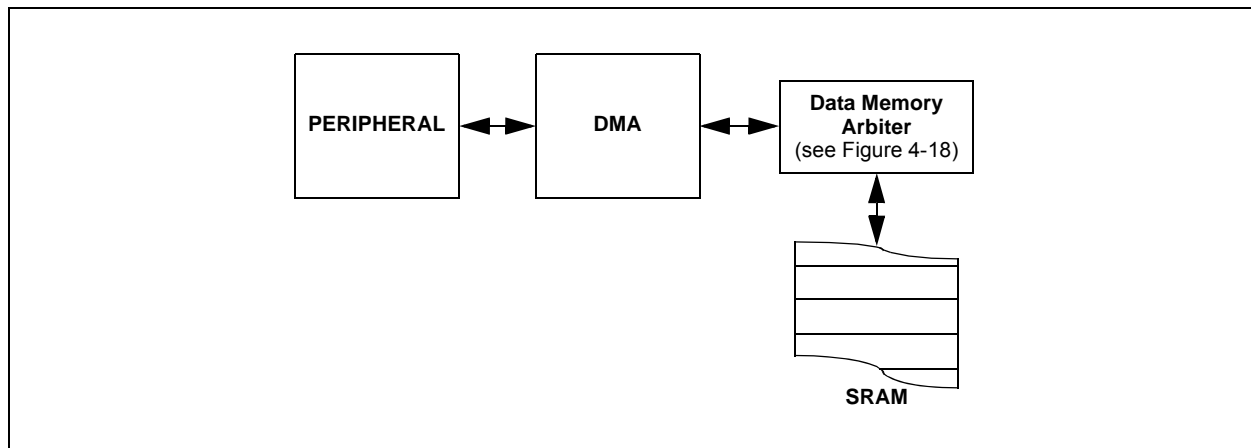 PERIPHERAL
DMA
Data Memory
Arbiter
(see Figure 4-18)
SRAM